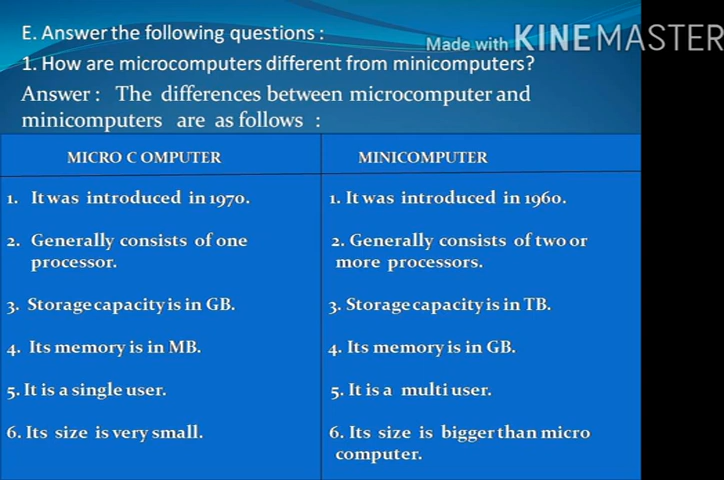 E. Answer the following questions :
Made with KINEMASTER
1. How are microcomputers different from minicomputers?
Answer : The differences between microcomputer and
minicomputers are as follows :
MICRO C OMPUTER
MINICOMPUTER
1. It was introduced in 1970.
1. It was introduced in 1960.
2. Generally consists of one
processor.
2. Generally consists of two or
more processors.
3. Storage capacity is in GB.
3. Storage capacity is in TB.
4. Its memory is in MB.
4. Its memory is in GB.
5. It is a single user.
5. It is a multi user.
6. Its size is very small.
6. Its size is bigger than micro
computer.